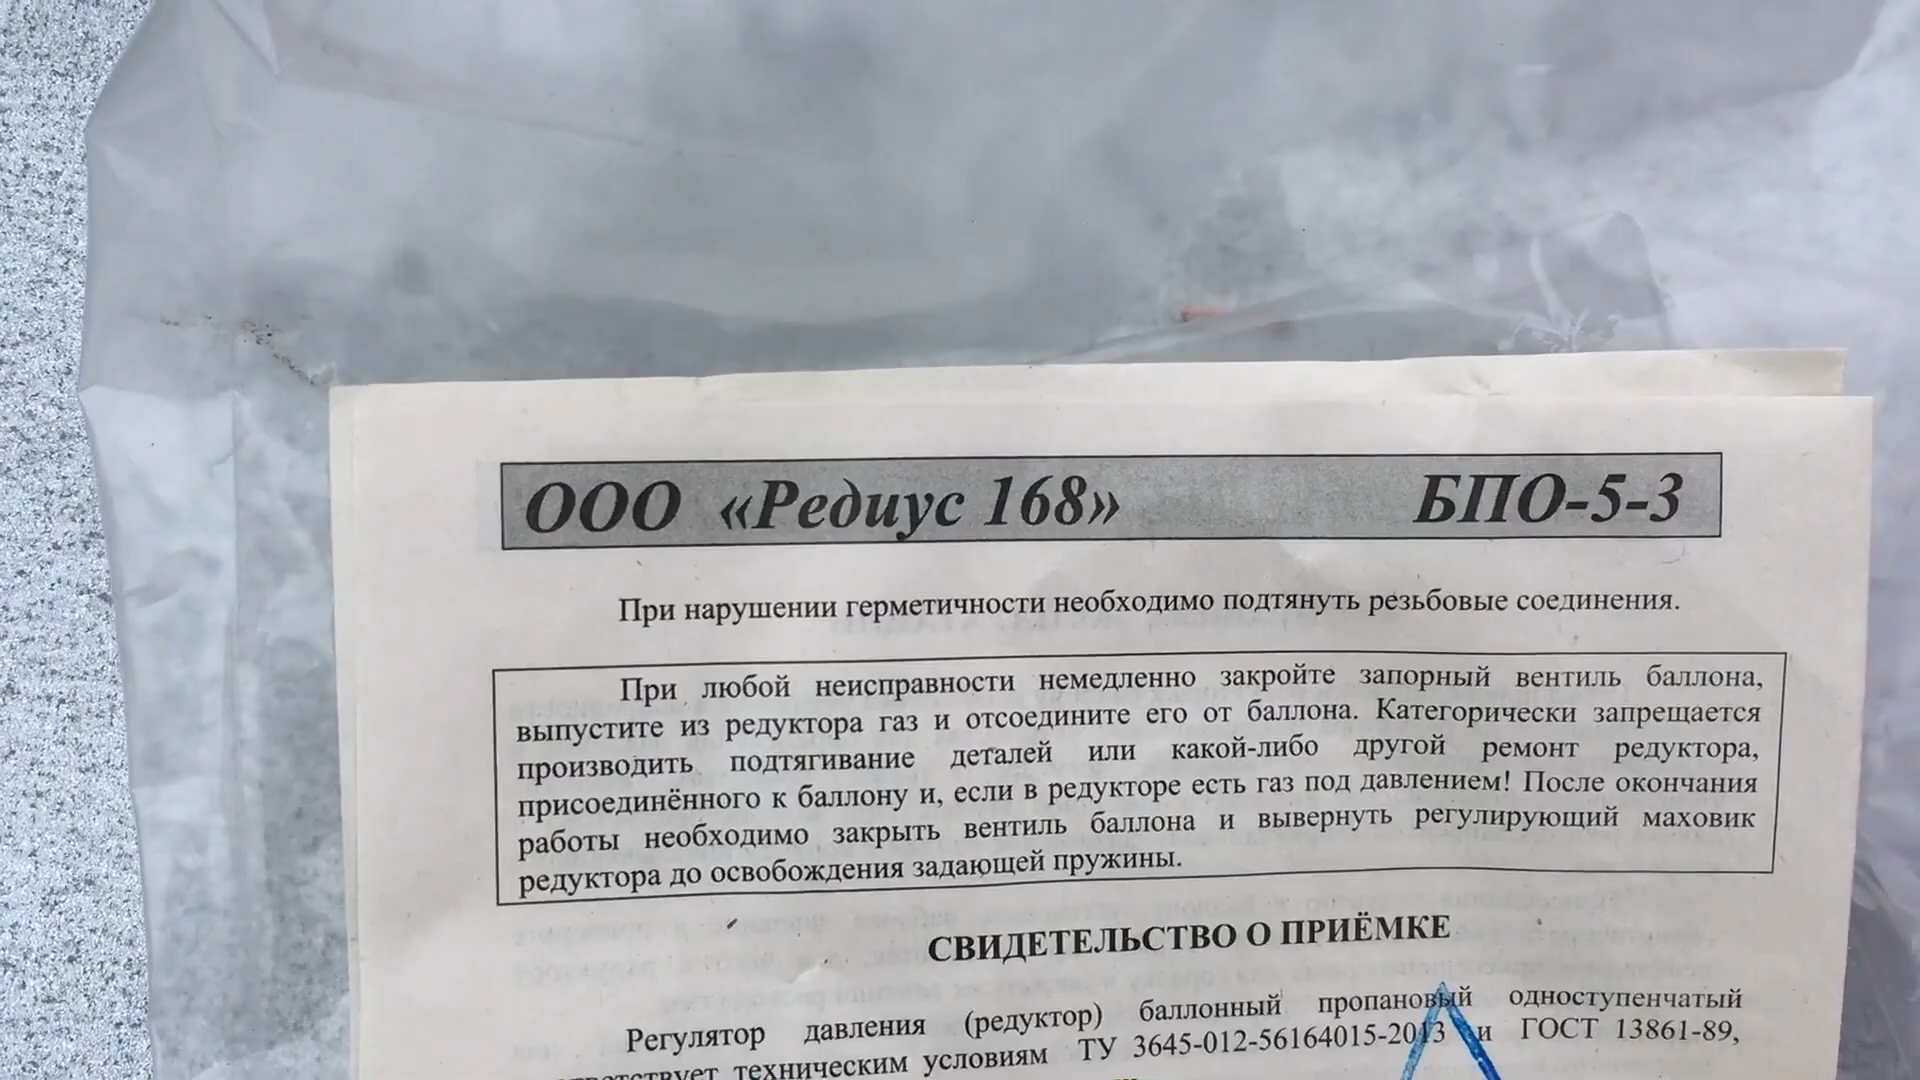 ООО «Редиус 168» БПО-5-3
При нарушении герметичности необходимо подтянуть резьбовые соединения.
При любой неисправности немедленно закройте запорный вентиль баллона,
выпустите из редуктора газ и отсоедините его от баллона. Категорически запрещается
производить подтягивание деталей или какой-либо другой ремонт редуктора,
присоединённого к баллону и, если в редукторе есть газ под давлением! После окончания
работы необходимо закрыть вентиль баллона и вывернуть регулирующий маховик
редуктора до освобождения задающей пружины.
СВИДЕТЕЛЬСТВО О ПРИЁМКЕ
Регулятор давления (редуктор) баллонный пропановый одноступенчатый
техническим условиям ТУ 3645-012-56164015-2013 и ГОСТ 13861-89,